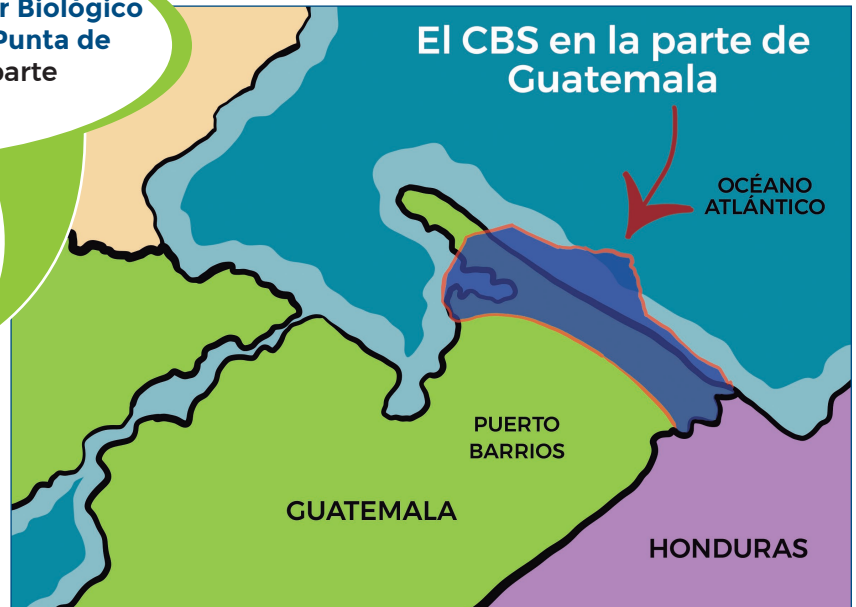 r Biológico
Punta de
parte
El CBS en la parte de
Guatemala
OCÉANO
ATLÁNTICO
PUERTO
BARRIOS
GUATEMALA
HONDURAS